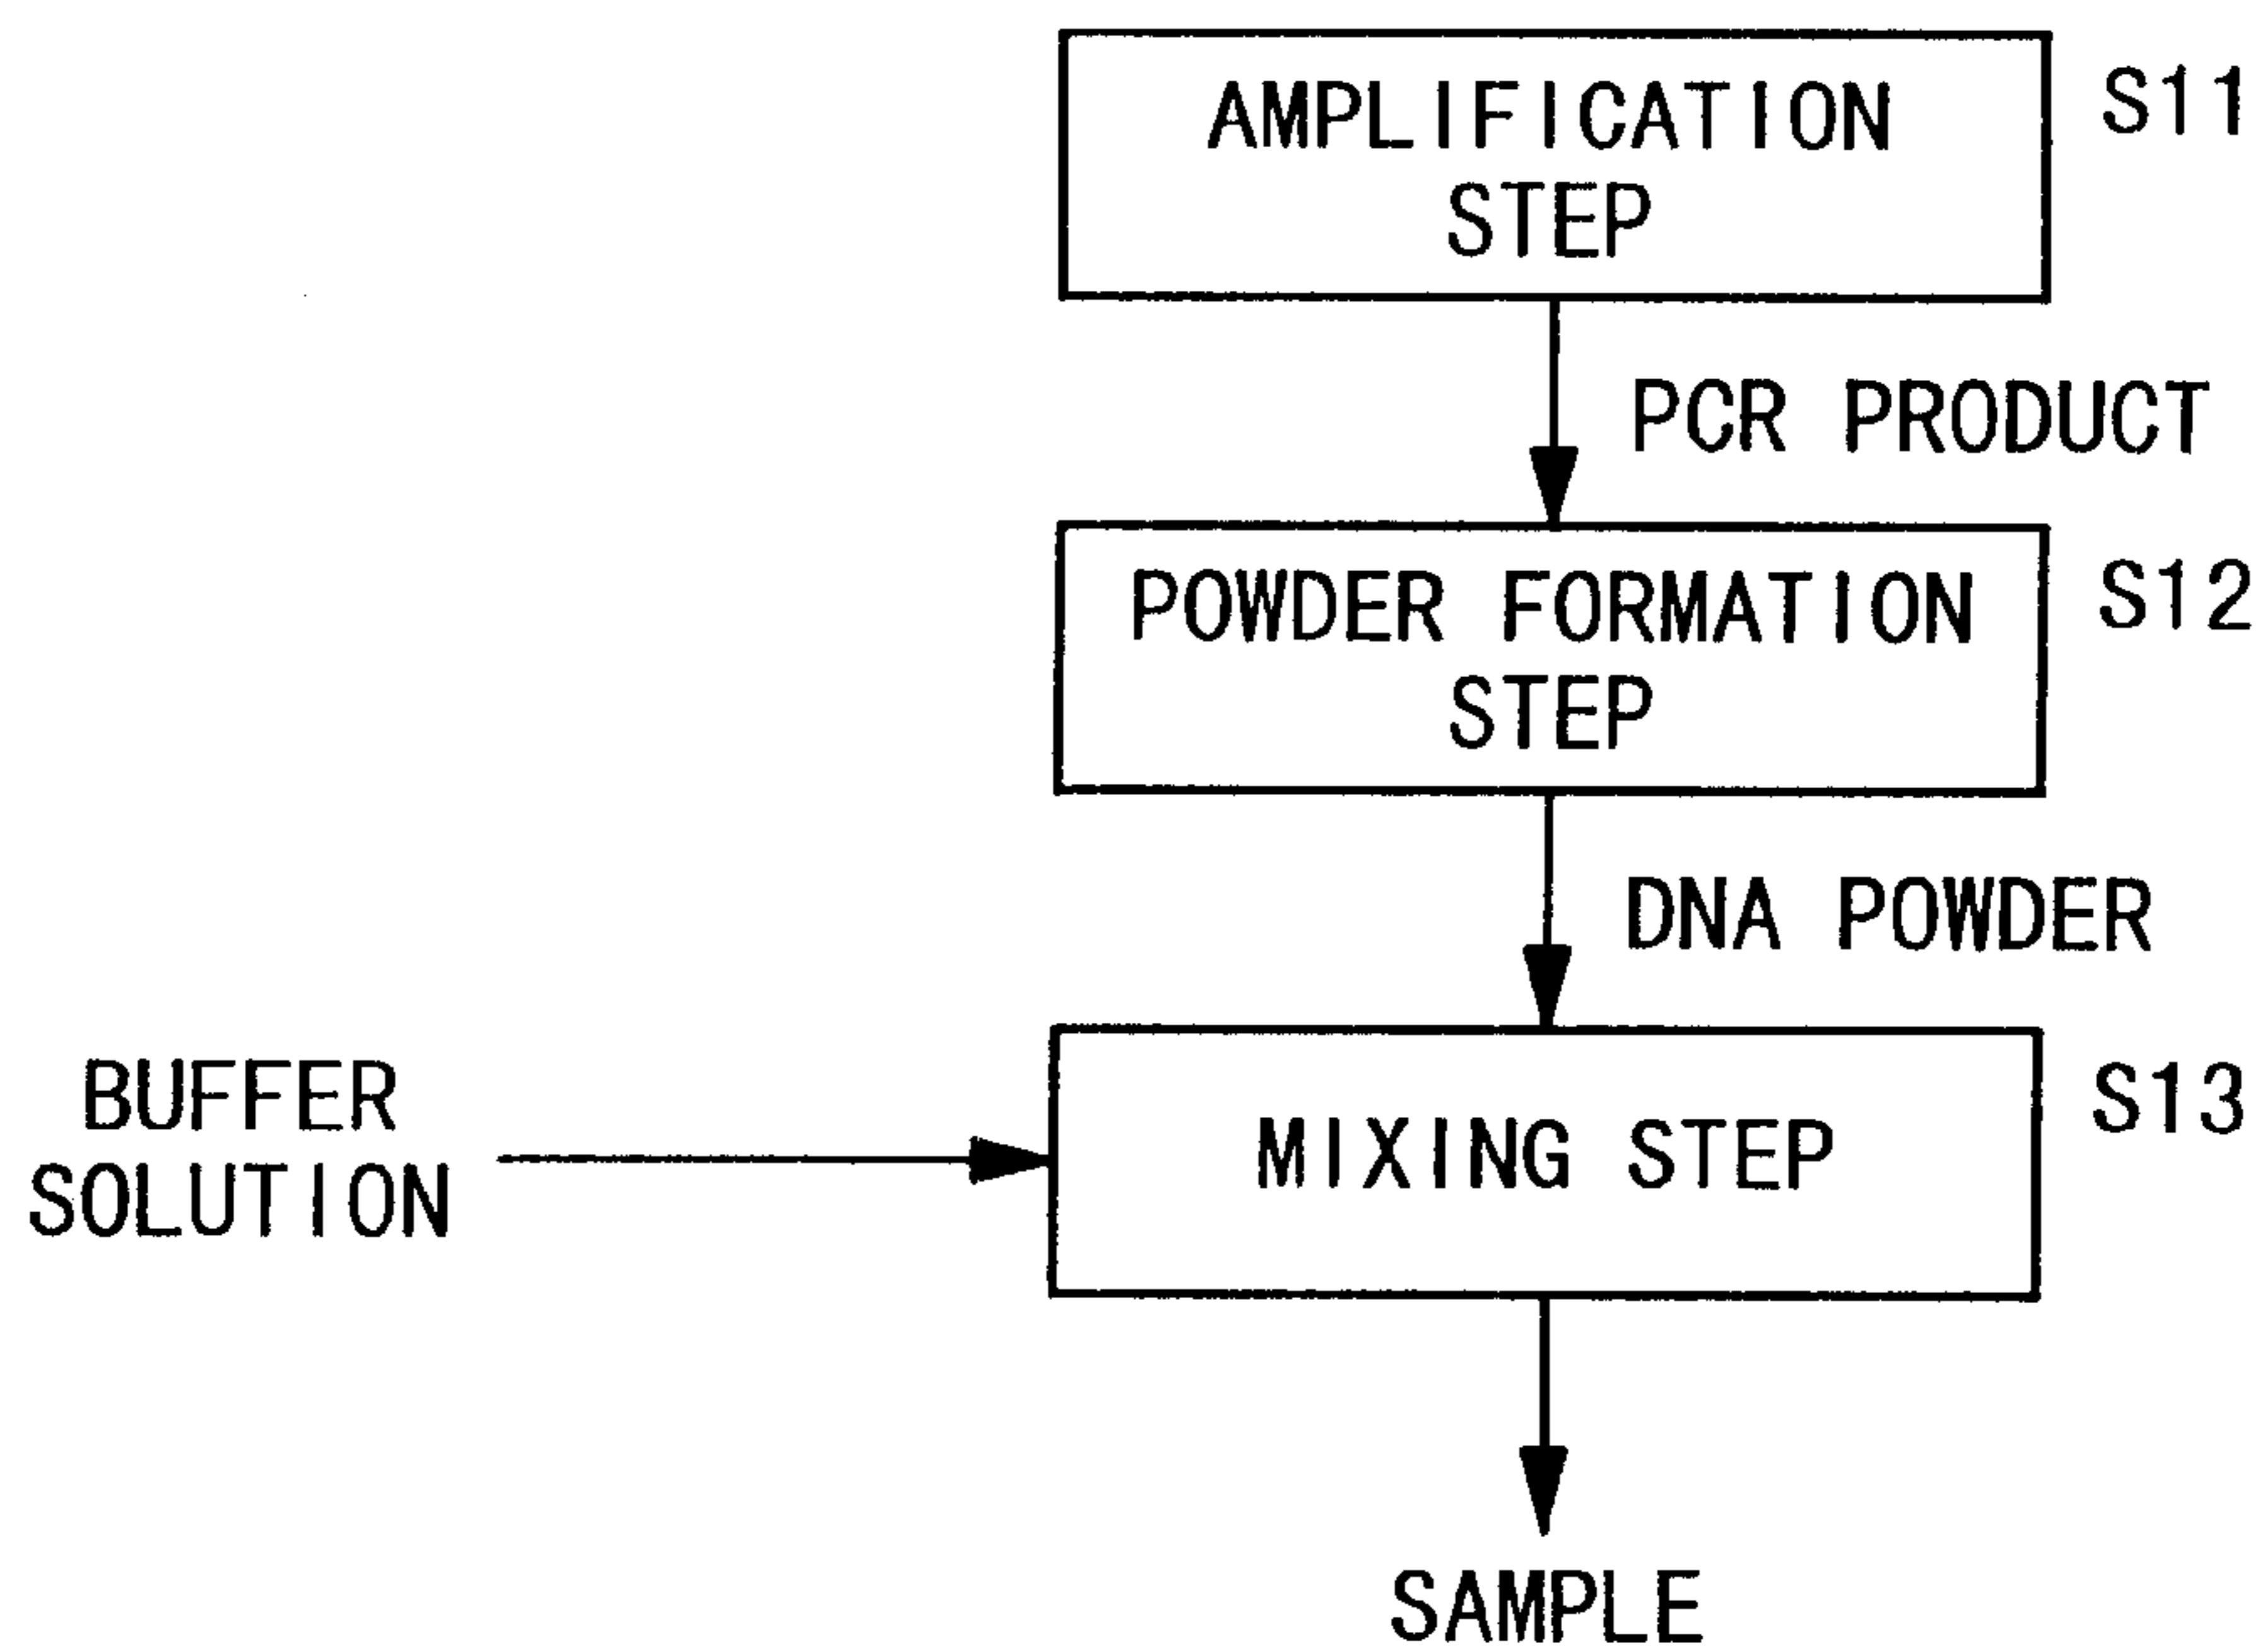 AMPLIFICATION
STEP
S11
PCR PRODUCT
POWDER FORMATION
STEP
S12
DNA POWDER
BUFFER
SOLUTION
MIXING STEP
S13
SAMPLE